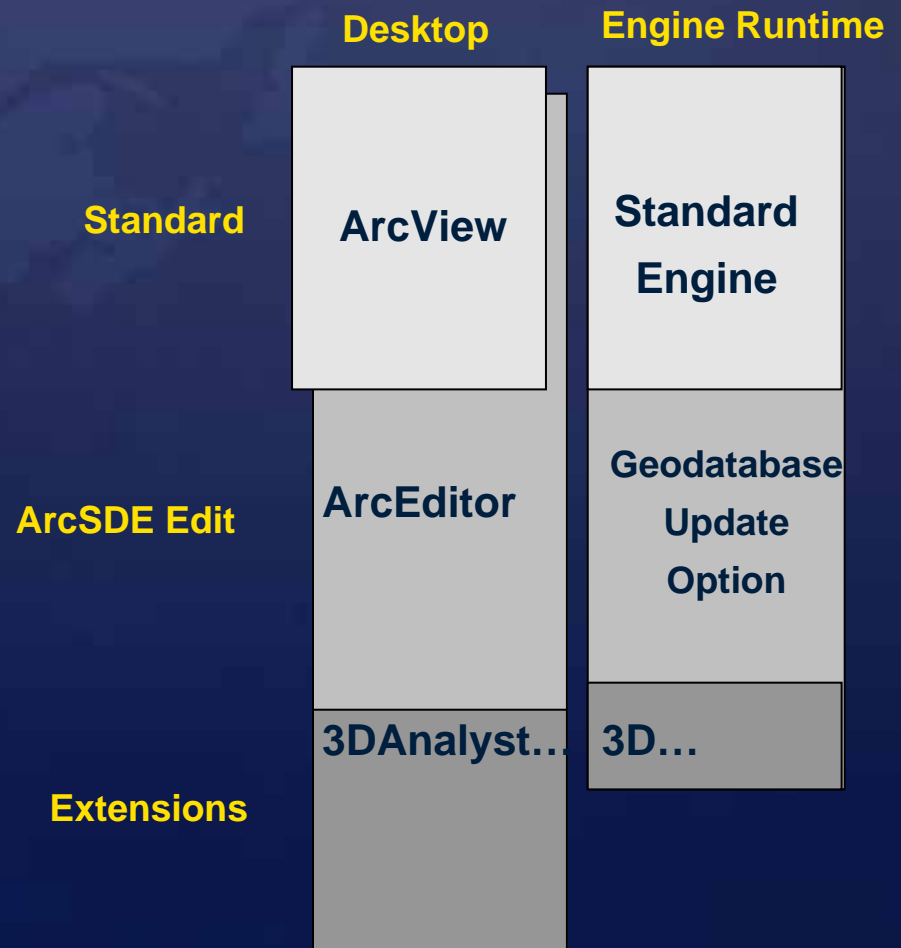 Desktop
Engine Runtime
Standard
ArcView
Standard
Engine
ArcSDE Edit
ArcEditor
Geodatabase
Update
Option
Extensions
3DAnalyst…
3D…